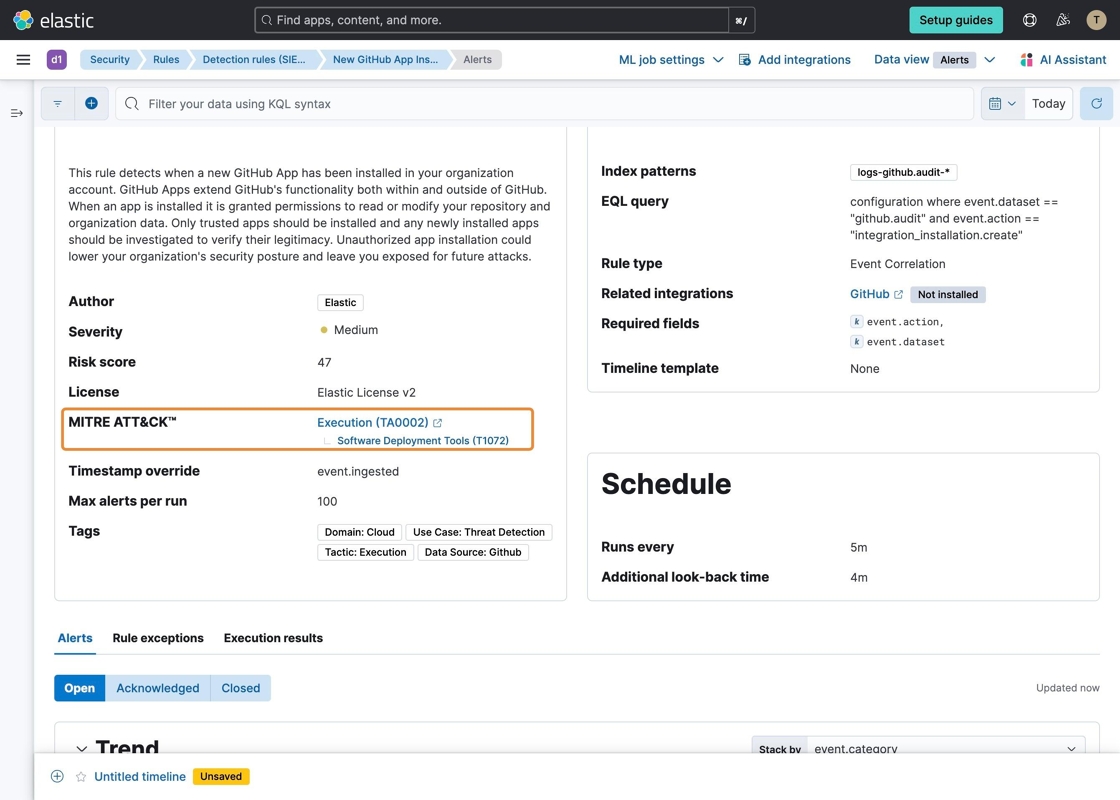 elastic
Find apps, content, and more.
⌘/
Setup guides
T
d1
Security
Rules
Detection rules (SIE...
New GitHub App Ins...
Alerts
ML job settings
Add integrations
Data view
Alerts
AI Assistant
Filter your data using KQL syntax
Today
This rule detects when a new GitHub App has been installed in your organization
account. GitHub Apps extend GitHub's functionality both within and outside of GitHub.
When an app is installed it is granted permissions to read or modify your repository and
organization data. Only trusted apps should be installed and any newly installed apps
should be investigated to verify their legitimacy. Unauthorized app installation could
lower your organization's security posture and leave you exposed for future attacks.
Author Elastic
Severity Medium
Risk score 47
License Elastic License v2
MITRE ATT&CK™ Execution (TA0002)
Software Deployment Tools (T1072)
Timestamp override event.ingested
Max alerts per run 100
Tags Domain: Cloud Use Case: Threat Detection
Tactic: Execution Data Source: Github
Index patterns logs-github.audit-*
EQL query configuration where event.dataset ==
"github.audit" and event.action ==
"integration_installation.create"
Rule type Event Correlation
Related integrations GitHub Not installed
Required fields k event.action,
k event.dataset
Timeline template None
Schedule
Runs every 5m
Additional look-back time 4m
Alerts Rule exceptions Execution results
Open Acknowledged Closed
Updated now
Trend
Stack by event.category
Untitled timeline Unsaved